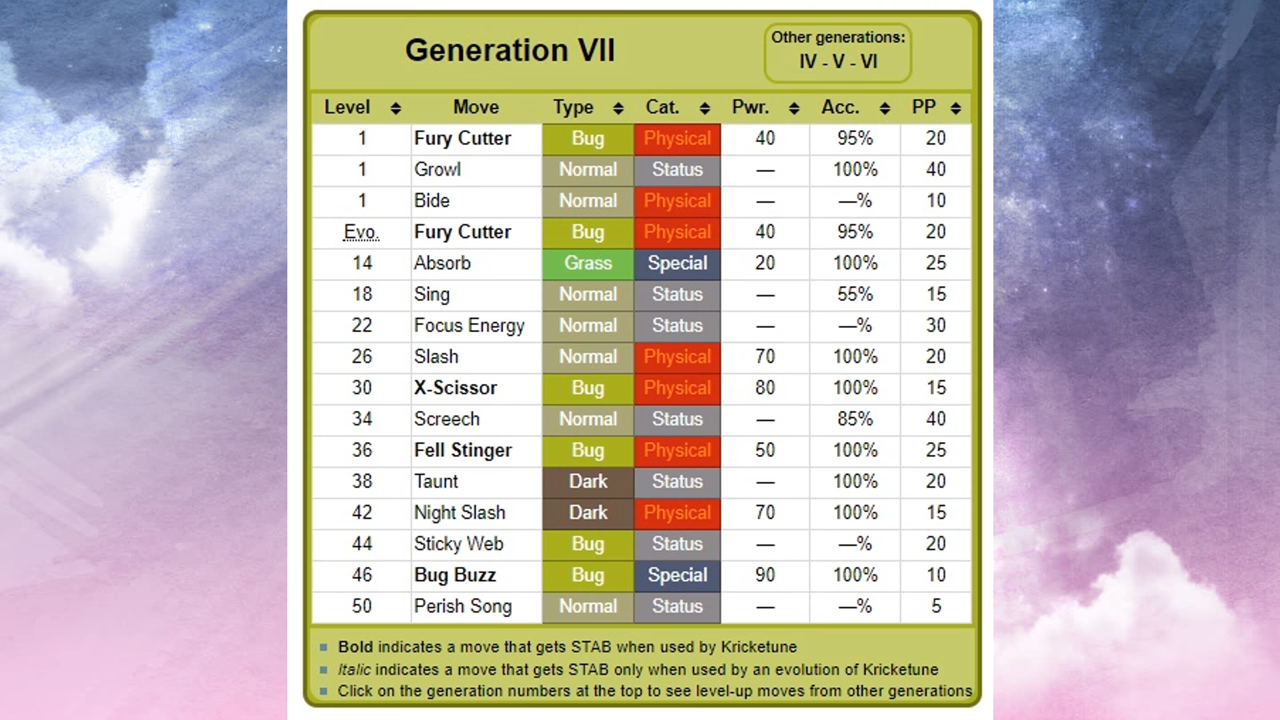 Generation VII
Other generations:
IV - V - VI
Level Move Type Cat. Pwr. Acc. PP
1 Fury Cutter Bug Physical 40 95% 20
1 Growl Normal Status — 100% 40
1 Bide Normal Physical — —% 10
Evo. Fury Cutter Bug Physical 40 95% 20
14 Absorb Grass Special 20 100% 25
18 Sing Normal Status — 55% 15
22 Focus Energy Normal Status — —% 30
26 Slash Normal Physical 70 100% 20
30 X-Scissor Bug Physical 80 100% 15
34 Screech Normal Status — 85% 40
36 Fell Stinger Bug Physical 50 100% 25
38 Taunt Dark Status — 100% 20
42 Night Slash Dark Physical 70 100% 15
44 Sticky Web Bug Status — —% 20
46 Bug Buzz Bug Special 90 100% 10
50 Perish Song Normal Status — —% 5
Bold indicates a move that gets STAB when used by Kricketune
Italic indicates a move that gets STAB only when used by an evolution of Kricketune
Click on the generation numbers at the top to see level-up moves from other generations